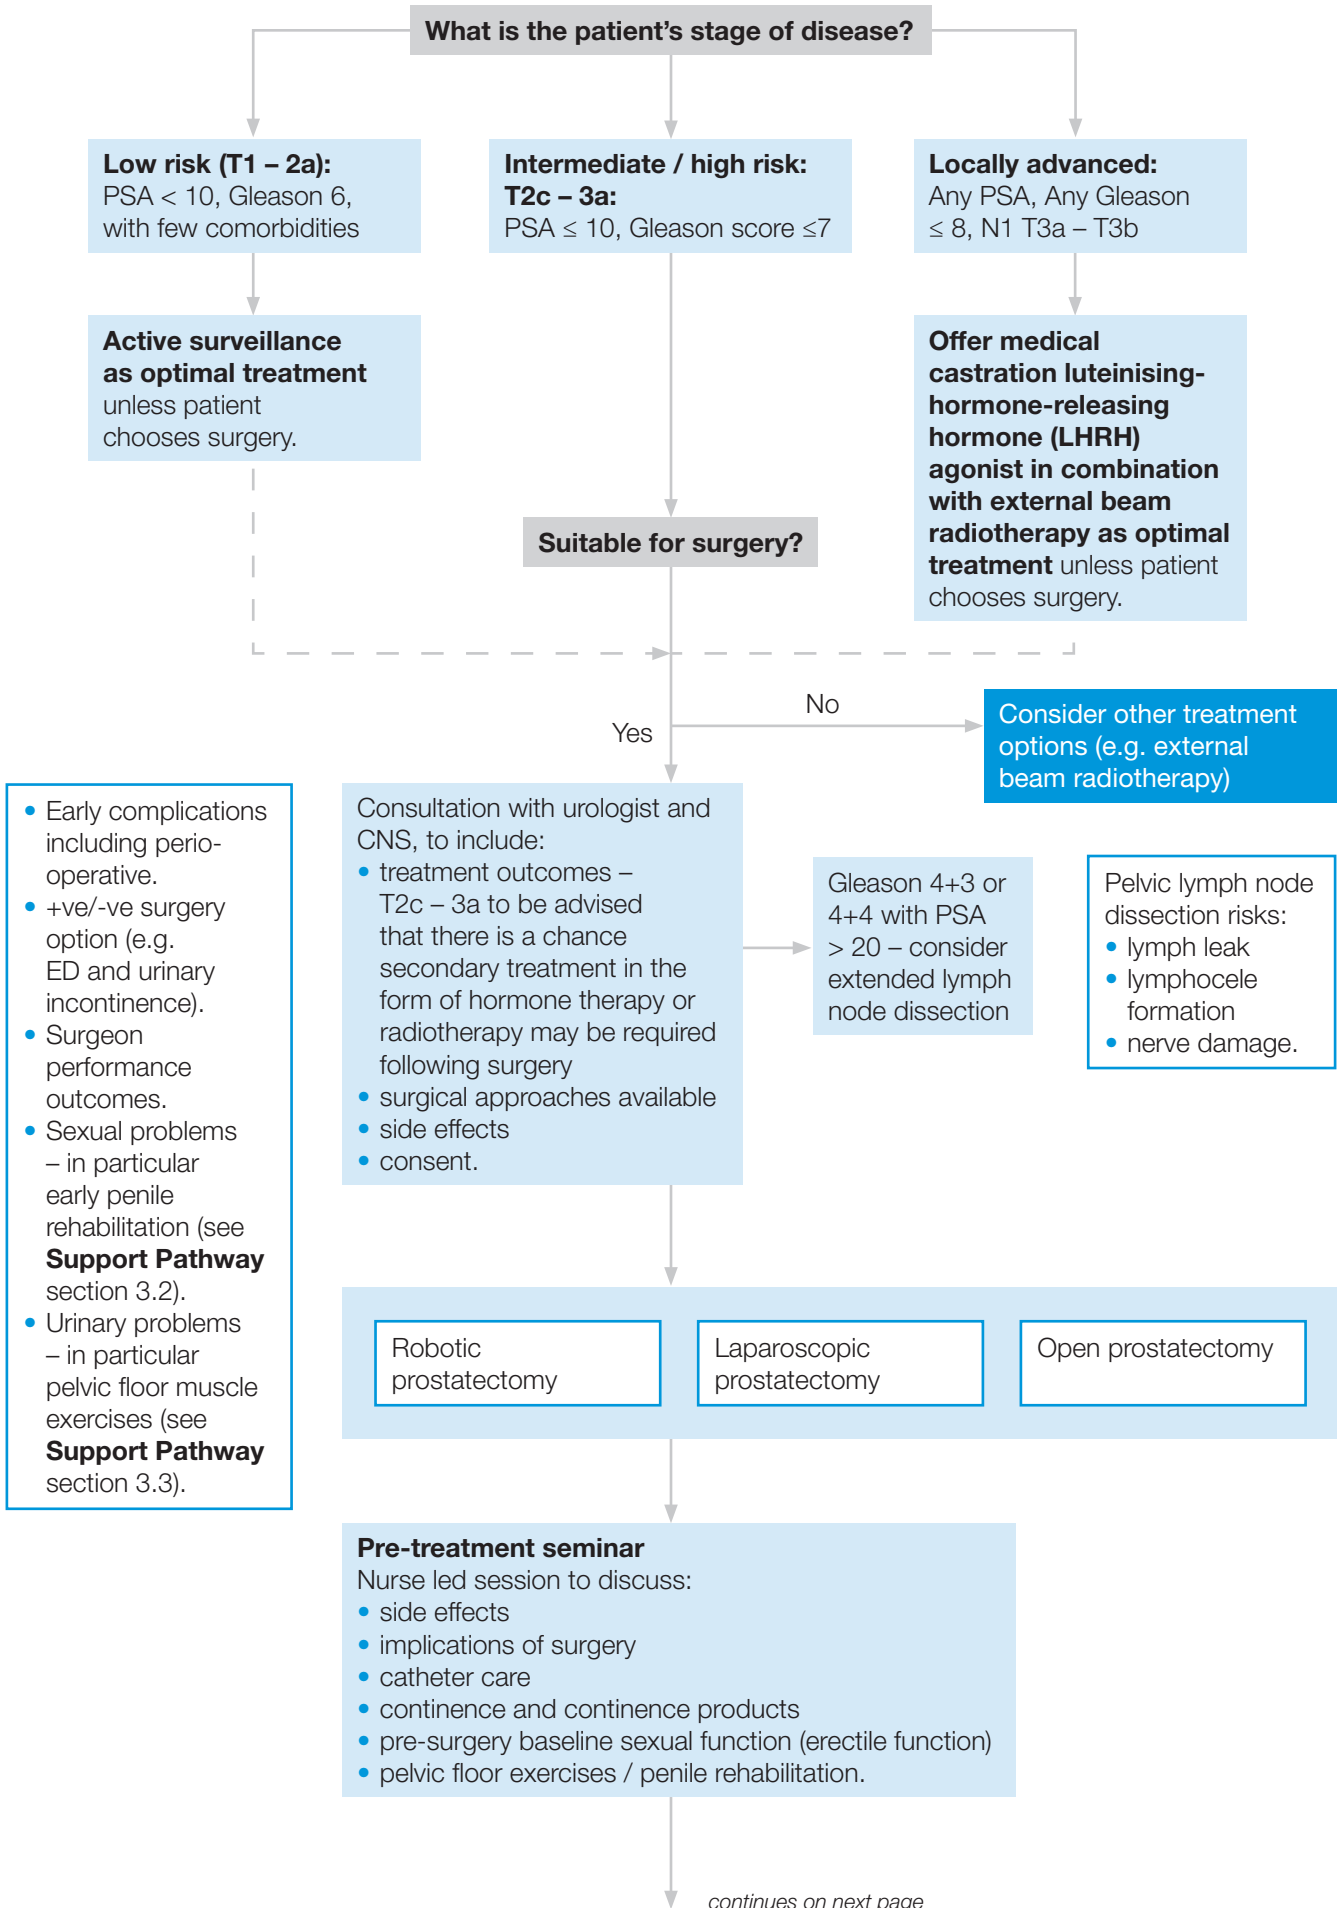 What is the patient’s stage of disease?
Low risk (T1 – 2a):
PSA < 10, Gleason 6,
with few comorbidities
Intermediate / high risk:
T2c – 3a:
PSA ≤ 10, Gleason score ≤7
Locally advanced:
Any PSA, Any Gleason
≤ 8, N1 T3a – T3b
Active surveillance
as optimal treatment
unless patient
chooses surgery.
Offer medical
castration luteinising-
hormone-releasing
hormone (LHRH)
agonist in combination
with external beam
radiotherapy as optimal
treatment unless patient
chooses surgery.
Suitable for surgery?
No
Yes
Consider other treatment
options (e.g. external
beam radiotherapy)
• Early complications
including perio-
operative.
• +ve/-ve surgery
option (e.g.
ED and urinary
incontinence).
• Surgeon
performance
outcomes.
• Sexual problems
– in particular
early penile
rehabilitation (see
Support Pathway
section 3.2).
• Urinary problems
– in particular
pelvic floor muscle
exercises (see
Support Pathway
section 3.3).
Consultation with urologist and
CNS, to include:
• treatment outcomes –
T2c – 3a to be advised
that there is a chance
secondary treatment in the
form of hormone therapy or
radiotherapy may be required
following surgery
• surgical approaches available
• side effects
• consent.
Gleason 4+3 or
4+4 with PSA
> 20 – consider
extended lymph
node dissection
Pelvic lymph node
dissection risks:
• lymph leak
• lymphocele
formation
• nerve damage.
Robotic
prostatectomy
Laparoscopic
prostatectomy
Open prostatectomy
Pre-treatment seminar
Nurse led session to discuss:
• side effects
• implications of surgery
• catheter care
• continence and continence products
• pre-surgery baseline sexual function (erectile function)
• pelvic floor exercises / penile rehabilitation.
continues on next page